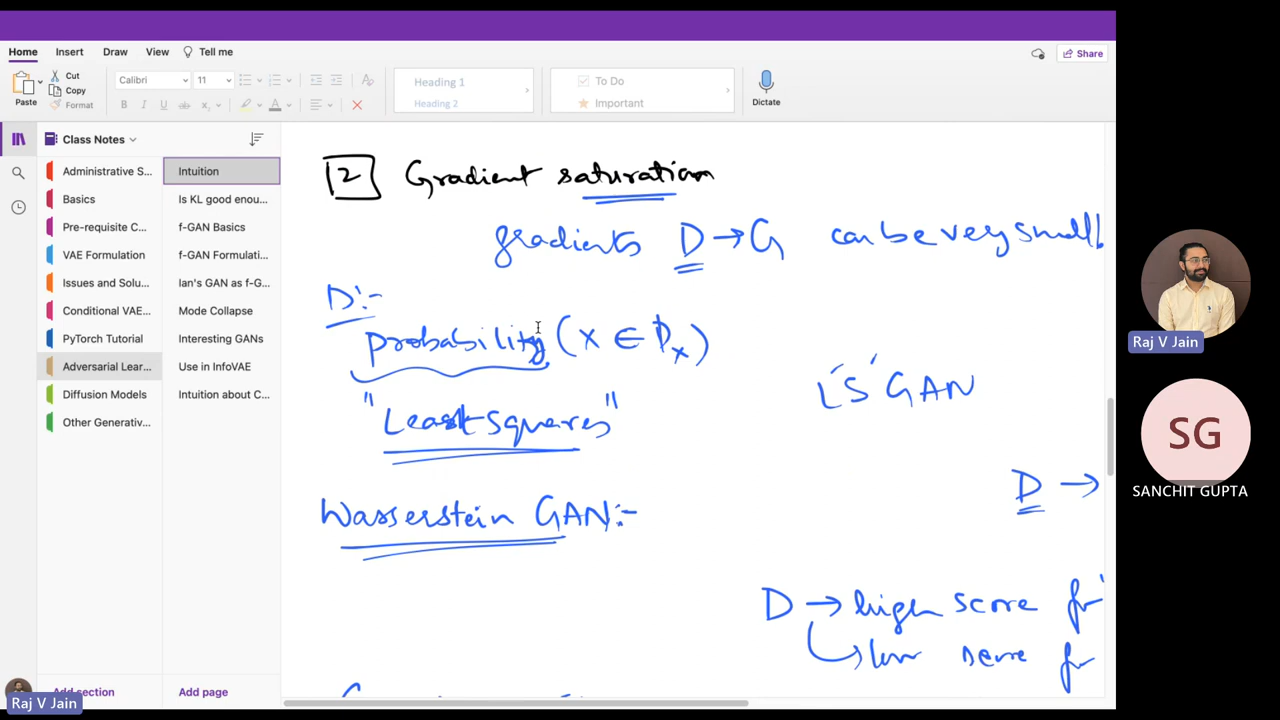 Home Insert Draw View Tell me
Share
Paste
Cut
Copy
Format
Calibri 11
B I U ab x A
Heading 1
Heading 2
To Do
Important
Dictate
Class Notes
Administrative S...
Basics
Pre-requisite C...
VAE Formulation
Issues and Solu...
Conditional VAE...
PyTorch Tutorial
Adversarial Lear...
Diffusion Models
Other Generativ...
Add section
Intuition
Is KL good enou...
f-GAN Basics
f-GAN Formulati...
Ian's GAN as f-G...
Mode Collapse
Interesting GANs
Use in InfoVAE
Intuition about C...
Add page
2 Gradient saturation
gradients D → G can be very small!
D:-
probability (x ∈ Px)
"Least squares"
'LS' GAN
D →
Wasserstein GAN:-
D → high score for
low score for
Raj V Jain
SG
SANCHIT GUPTA
Raj V Jain